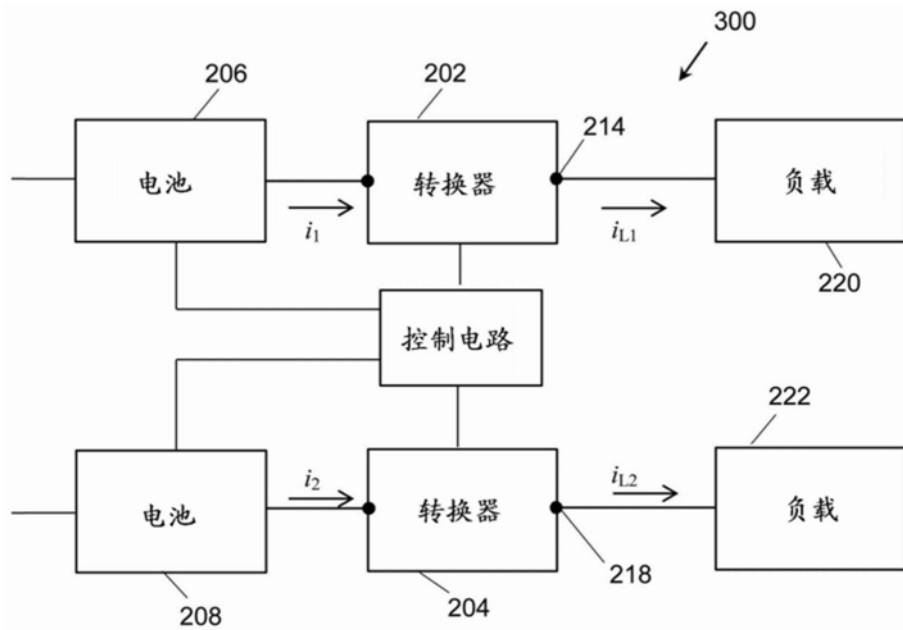 300
206
202
214
电池
转换器
负载
i1
iL1
220
控制电路
222
i2
iL2
电池
转换器
负载
208
204
218